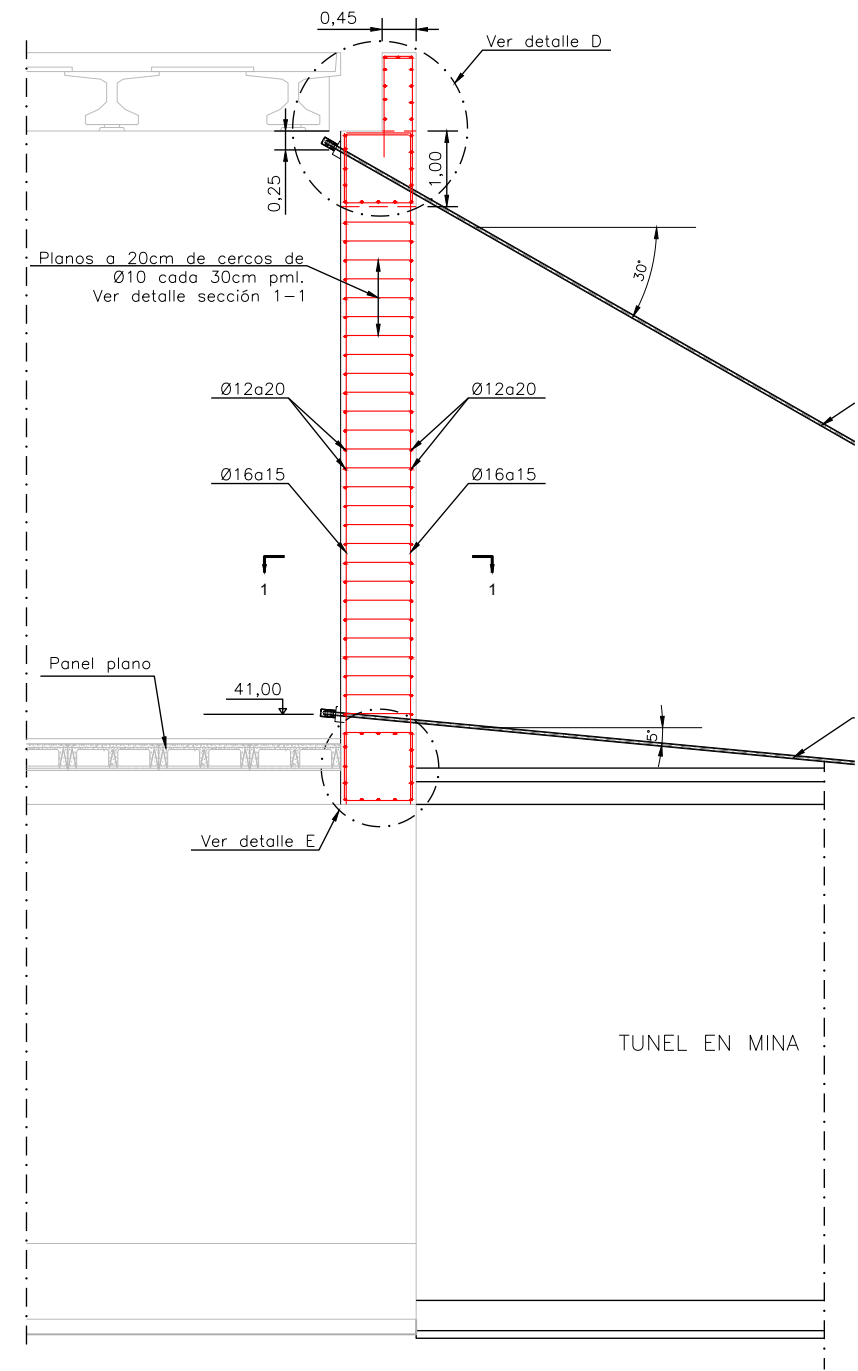 0,45
Ver detalle D
0,25
1,00
30°
Planos a 20cm de cercos de
Ø10 cada 30cm pml.
Ver detalle sección 1-1
Ø12a20
Ø12a20
Ø16a15
Ø16a15
1
1
Panel plano
41,00
5°
Ver detalle E
TUNEL EN MINA